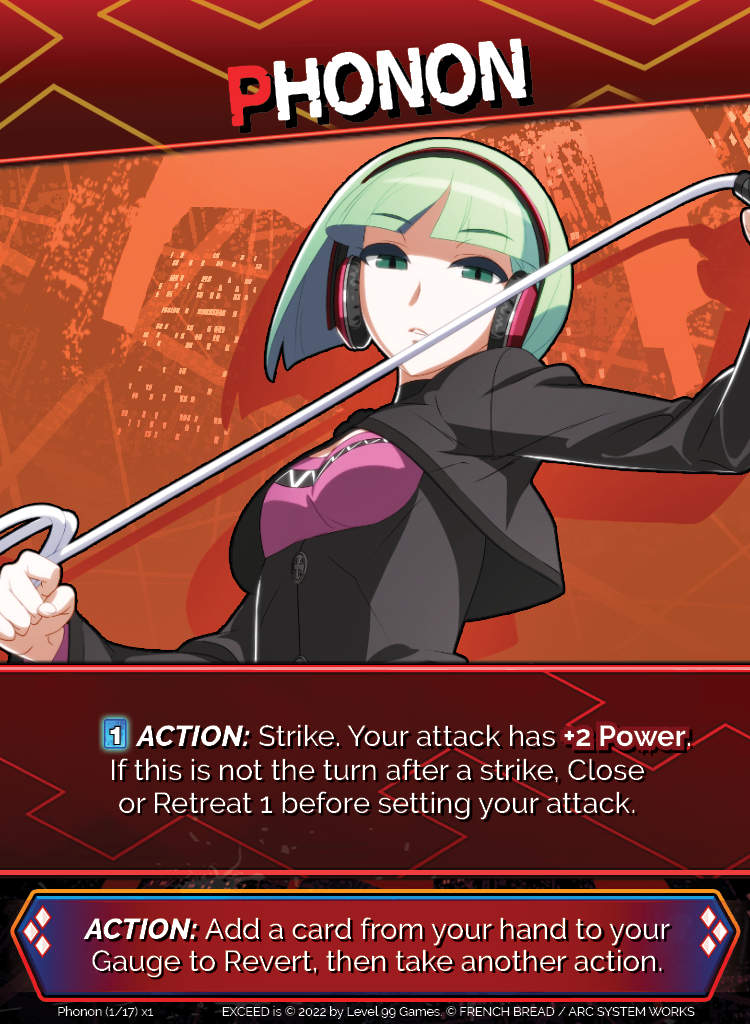 PHONON
1 ACTION: Strike. Your attack has +2 Power.
If this is not the turn after a strike, Close
or Retreat 1 before setting your attack.
ACTION: Add a card from your hand to your
Gauge to Revert, then take another action.
Phonon (1/17) x1 EXCEED is © 2022 by Level 99 Games, © FRENCH BREAD / ARC SYSTEM WORKS